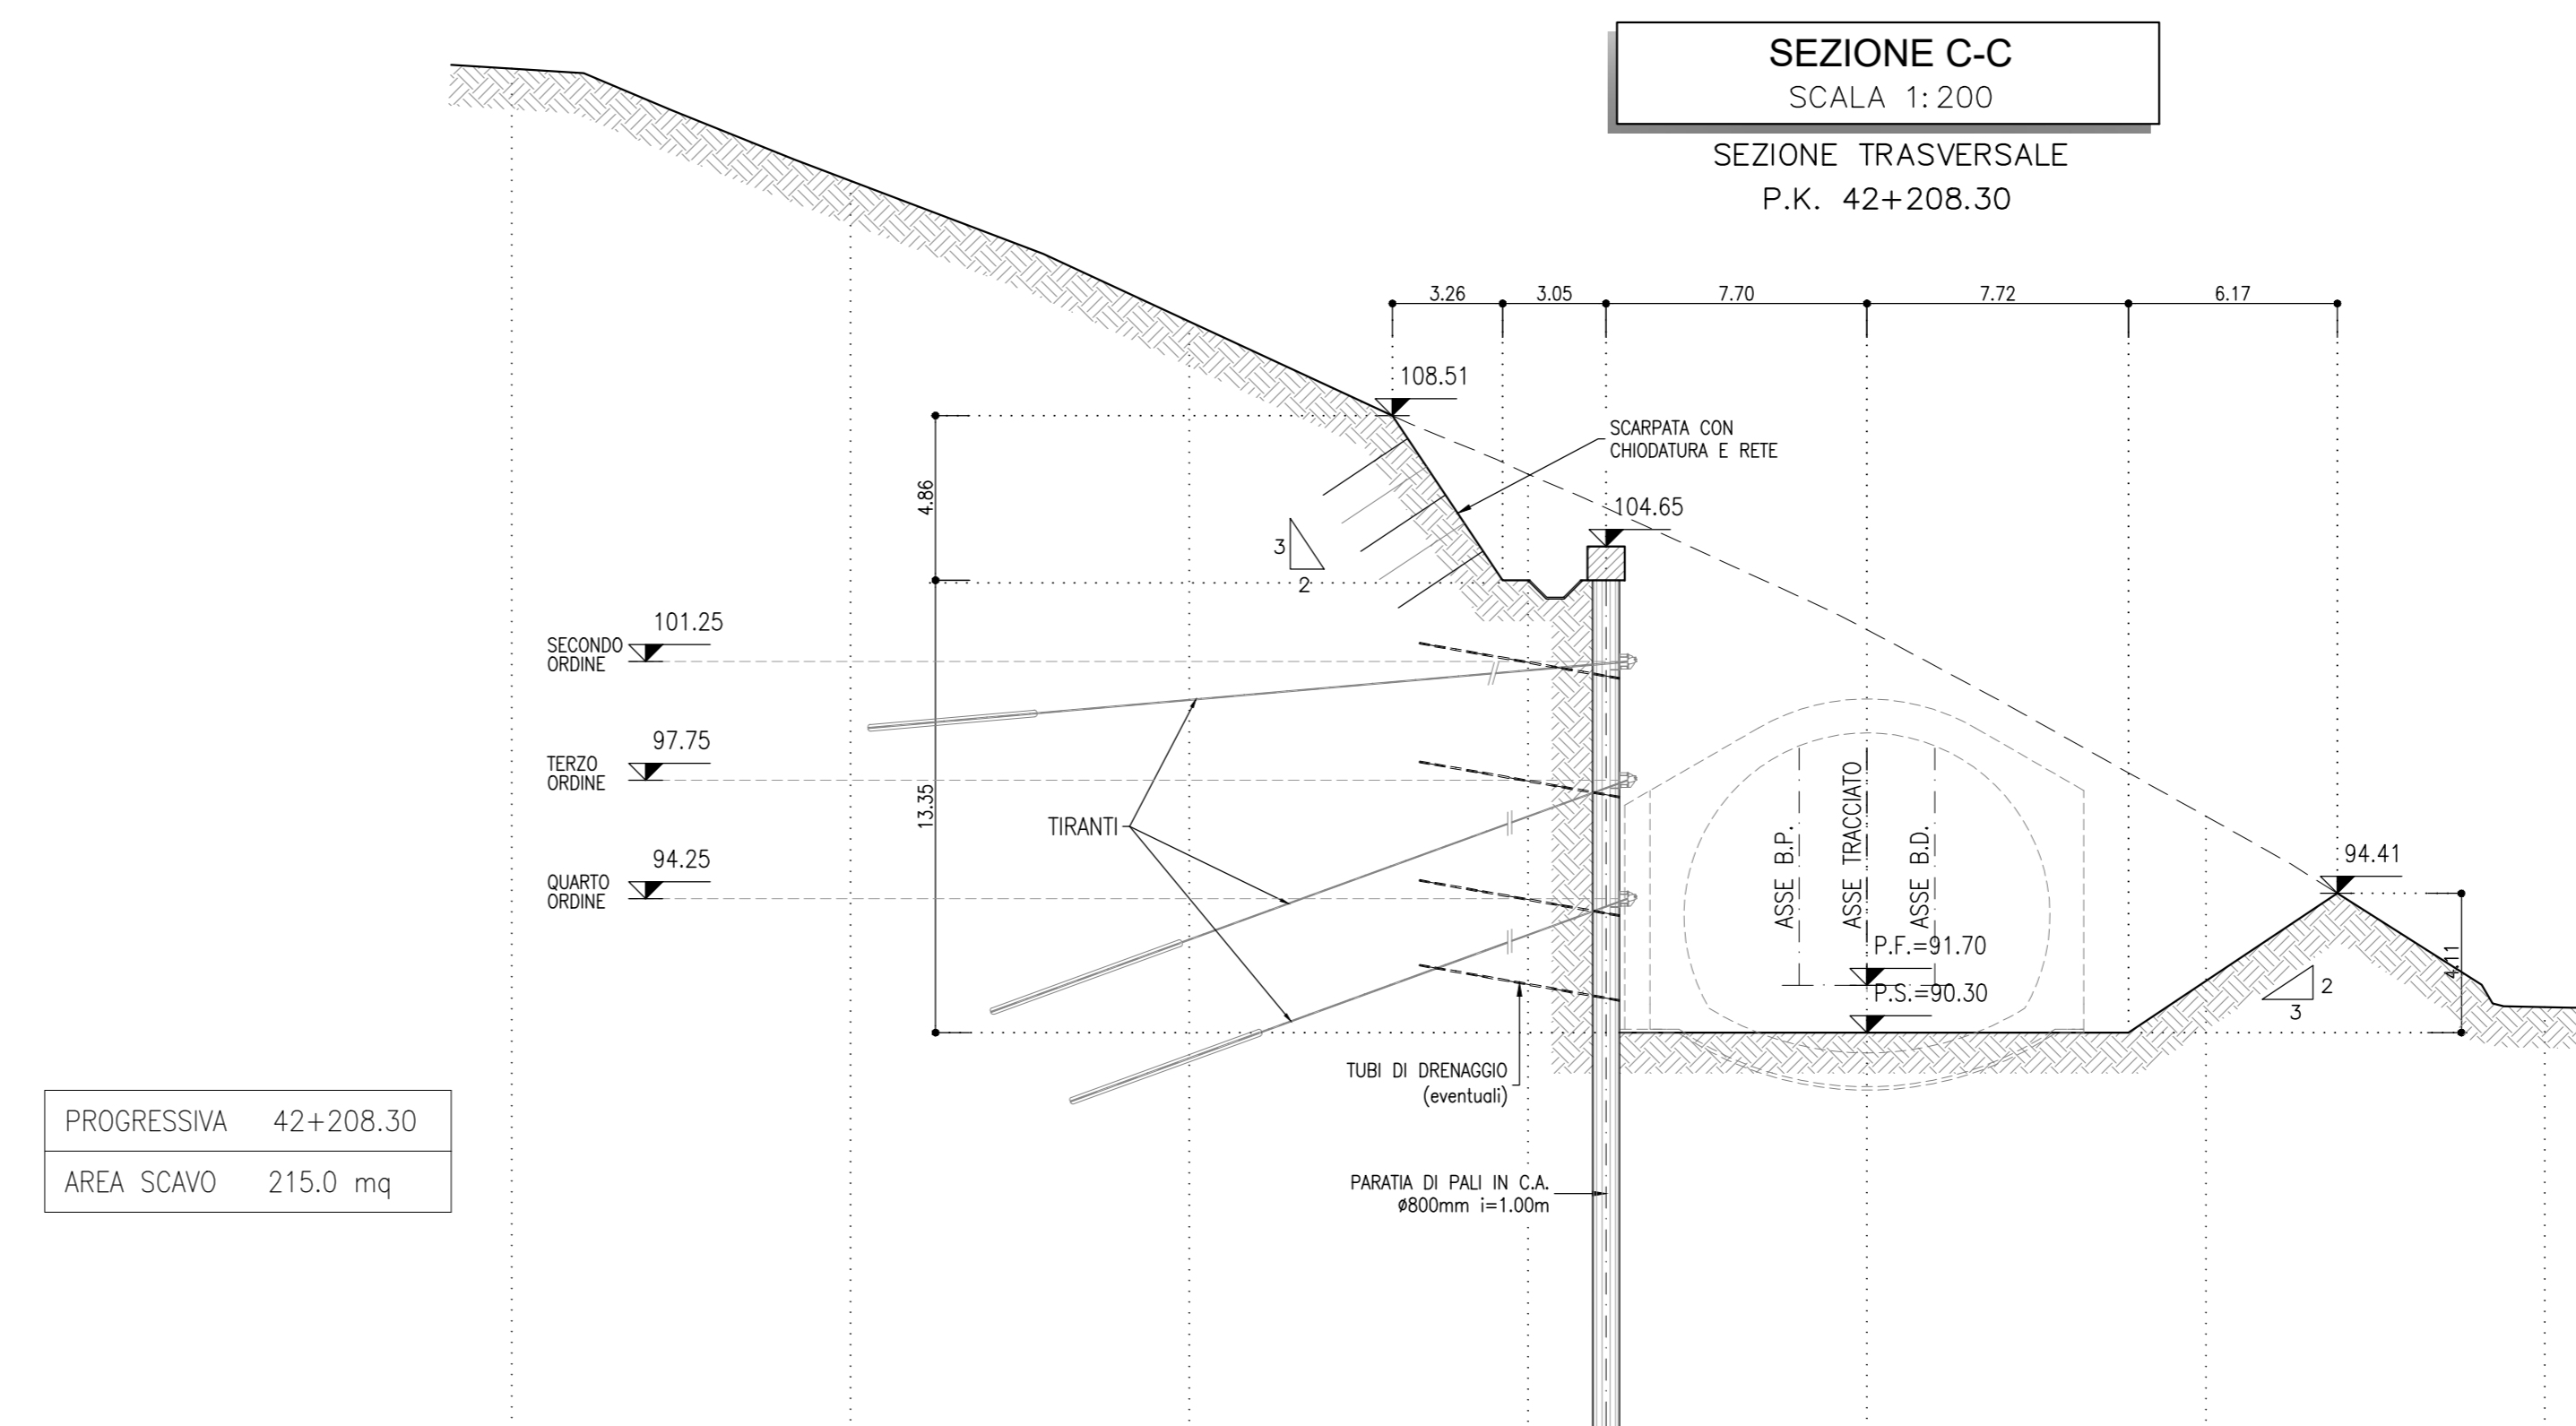 SEZIONE C-C
SCALA 1:200
SEZIONE TRASVERSALE
P.K. 42+208.30
3.26
3.05
7.70
7.72
6.17
108.51
SCARPATA CON
CHIODATURA E RETE
4.86
104.65
3
2
SECONDO
ORDINE
101.25
TERZO
ORDINE
97.75
13.35
TIRANTI
QUARTO
ORDINE
94.25
ASSE B.P.
ASSE TRACCIATO
ASSE B.D.
94.41
P.F.=91.70
P.S.=90.30
4.11
2
3
TUBI DI DRENAGGIO
(eventuali)
PROGRESSIVA 42+208.30
AREA SCAVO 215.0 mq
PARATIA DI PALI IN C.A.
ø800mm i=1.00m